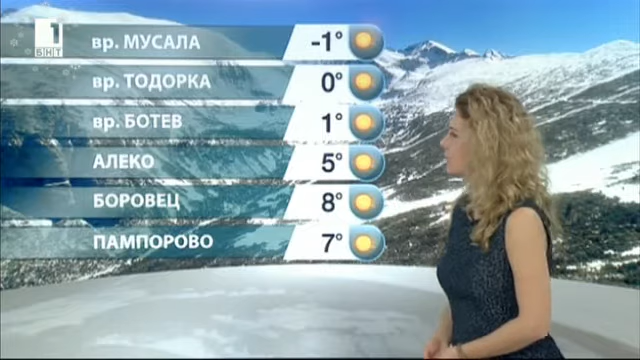 1
БНТ
вр. МУСАЛА -1°
вр. ТОДОРКА 0°
вр. БОТЕВ 1°
АЛЕКО 5°
БОРОВЕЦ 8°
ПАМПОРОВО 7°